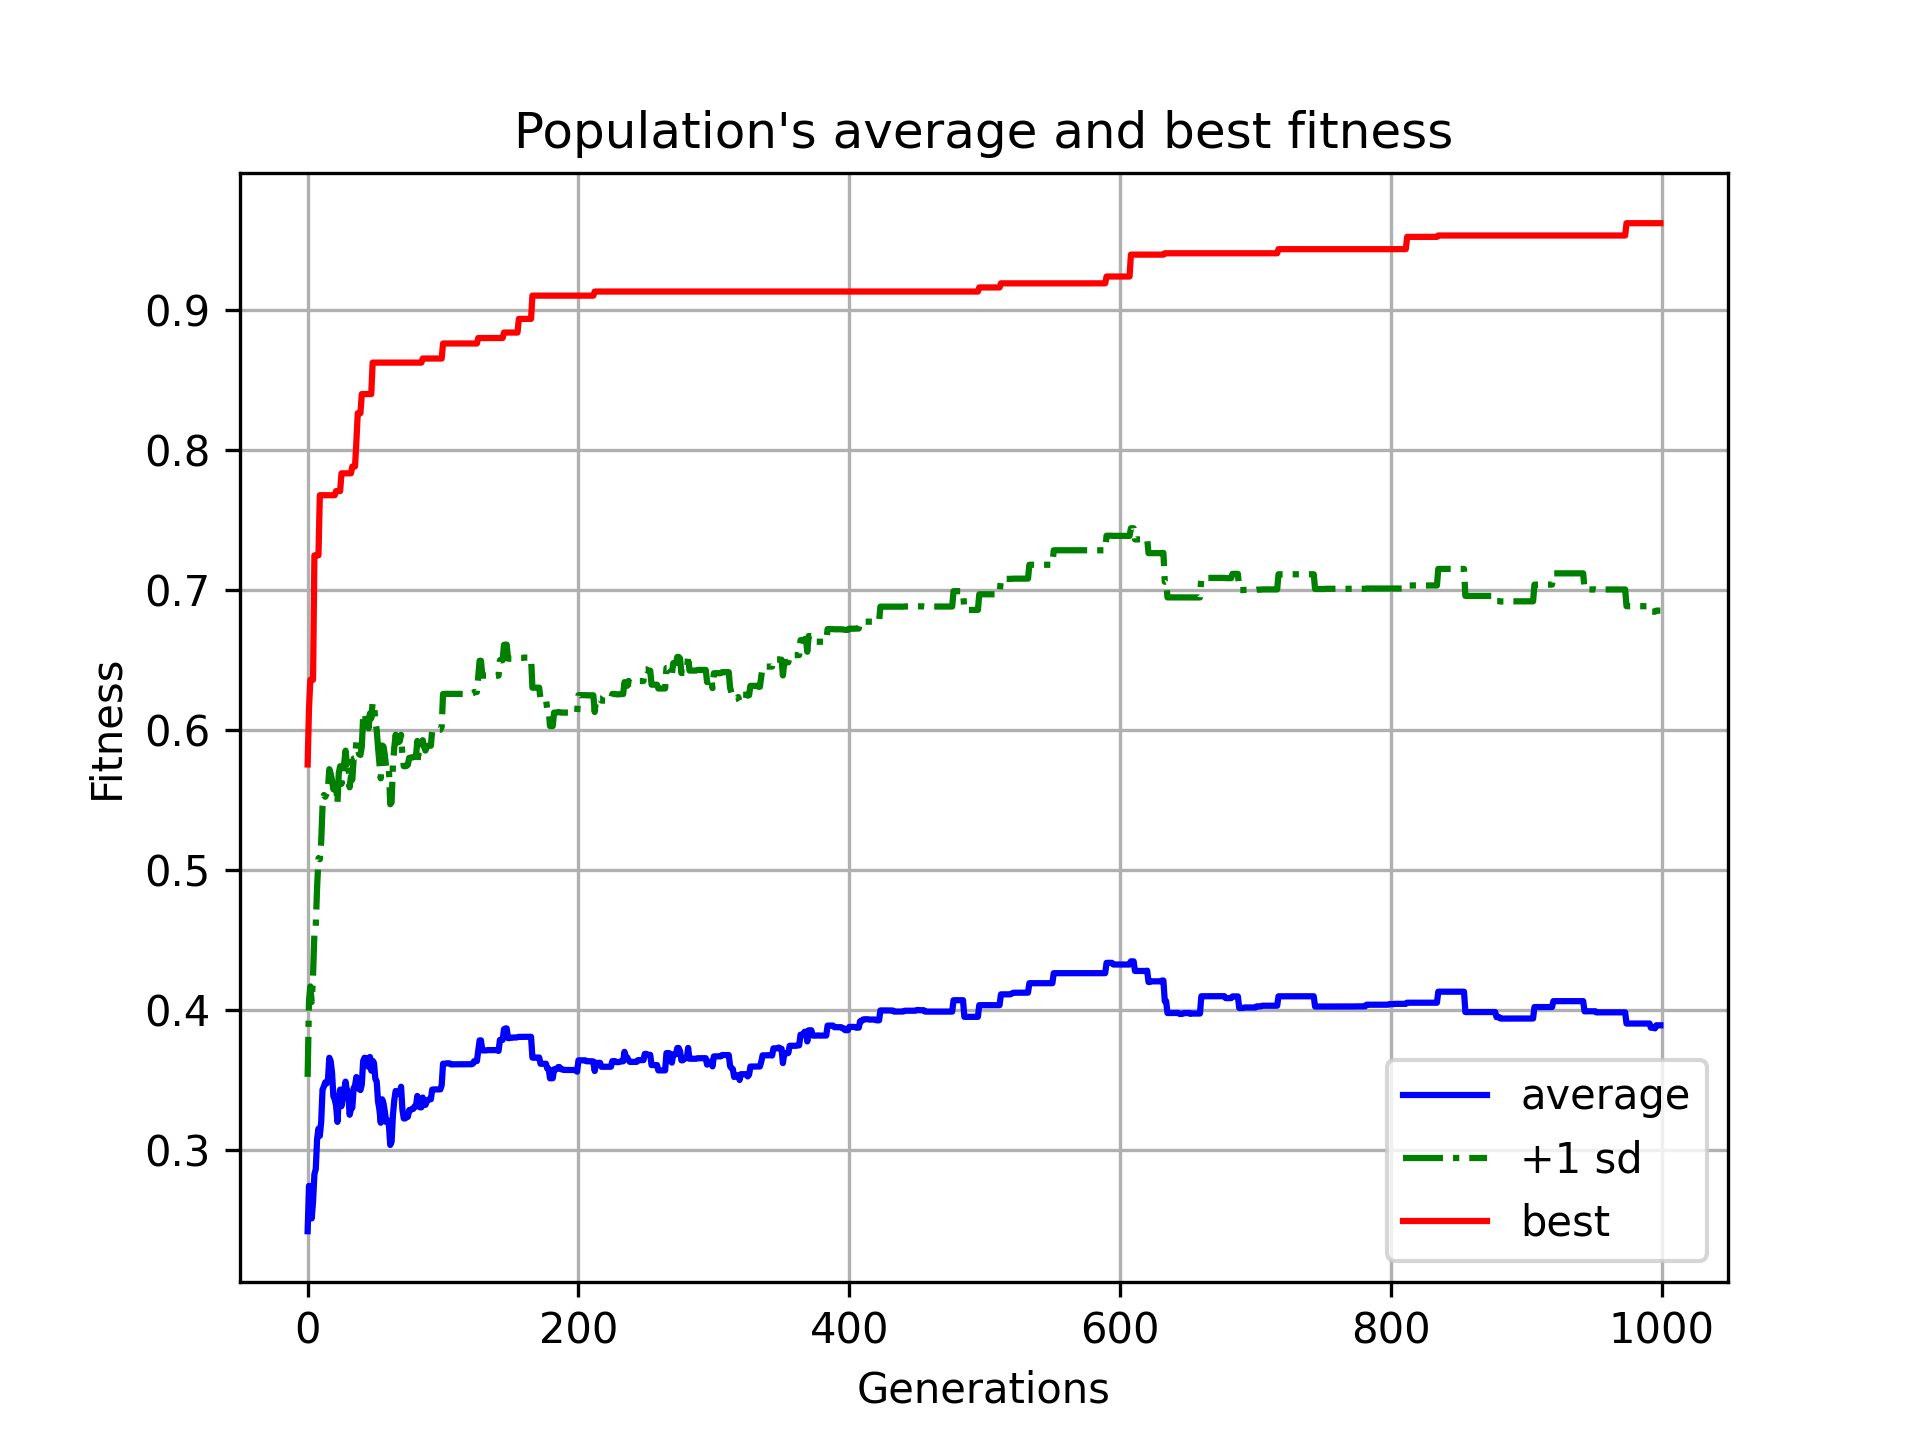 Population's average and best fitness
Fitness
0.9
0.8
0.7
0.6
0.5
0.4
0.3
average
+1 sd
best
0 200 400 600 800 1000
Generations